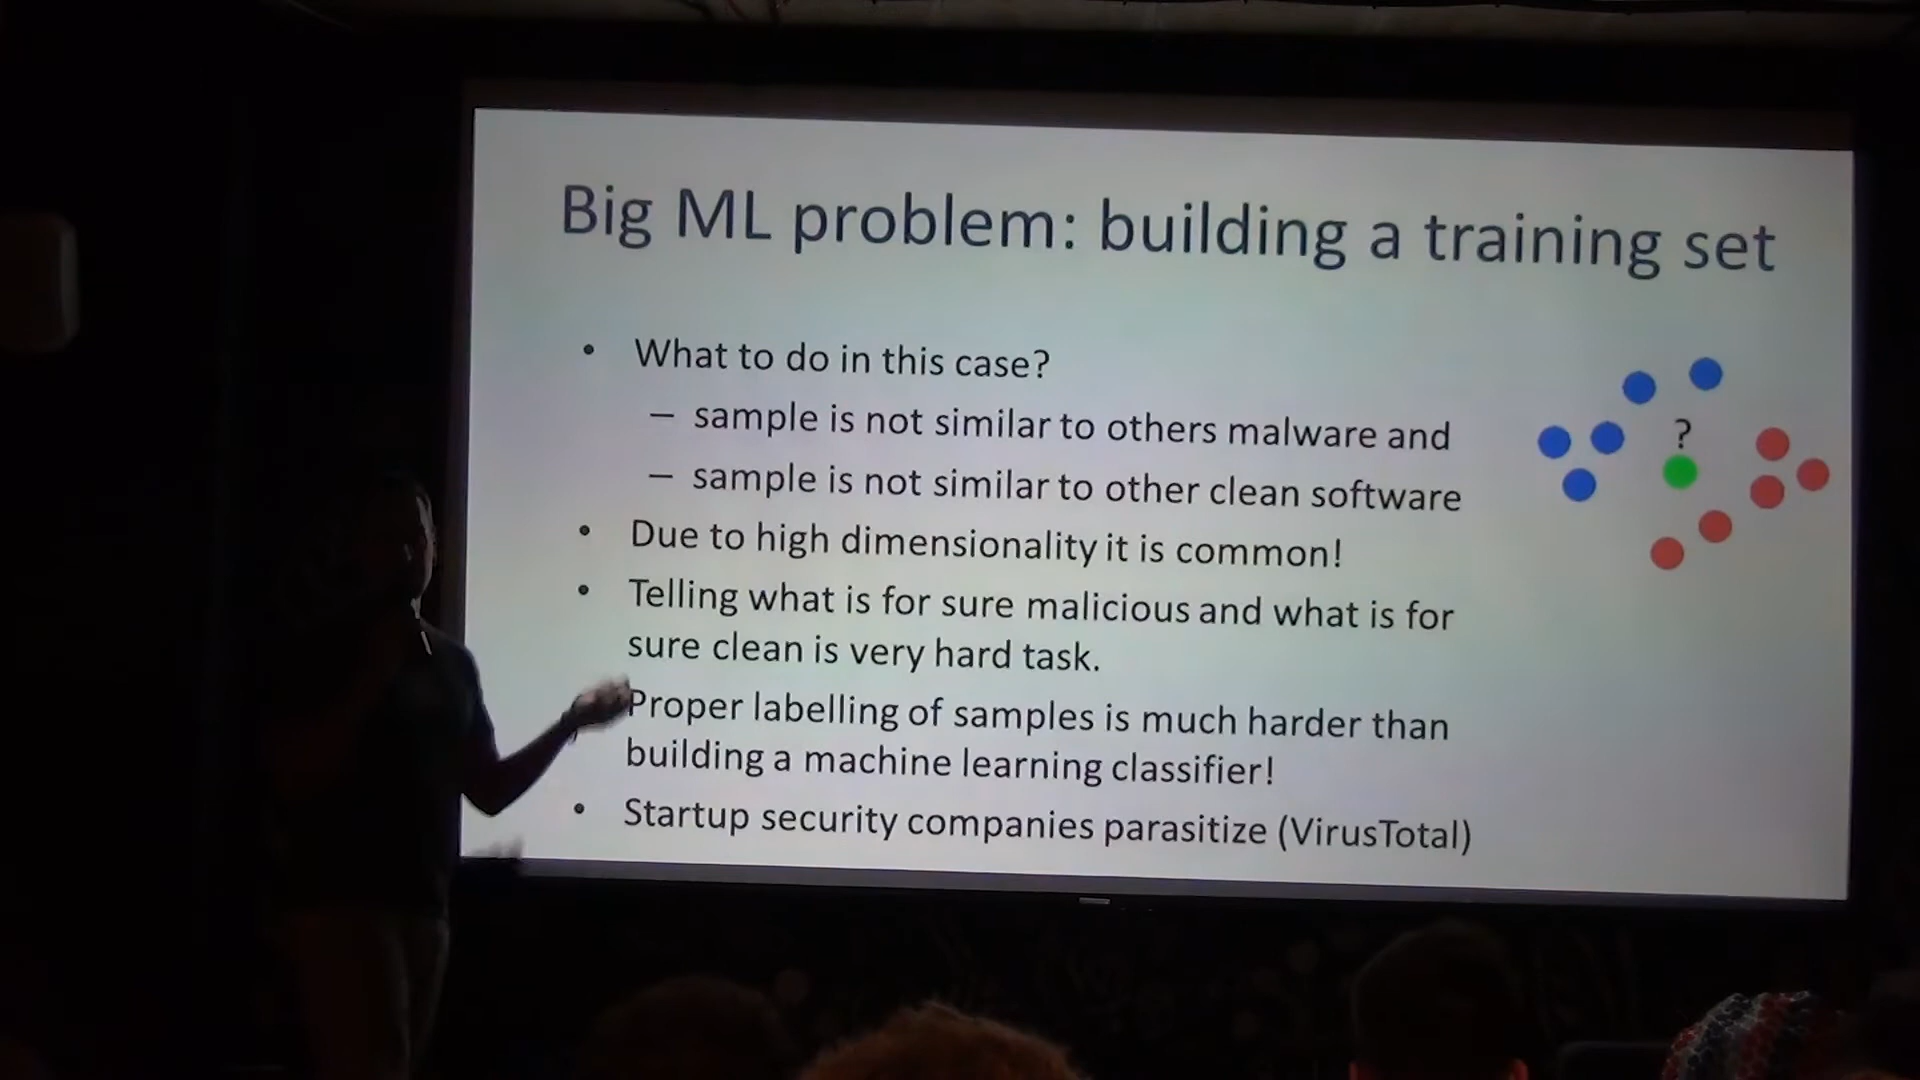 Big ML problem: building a training set
• What to do in this case?
– sample is not similar to others malware and
– sample is not similar to other clean software
• Due to high dimensionality it is common!
• Telling what is for sure malicious and what is for
sure clean is very hard task.
Proper labelling of samples is much harder than
building a machine learning classifier!
• Startup security companies parasitize (VirusTotal)
?